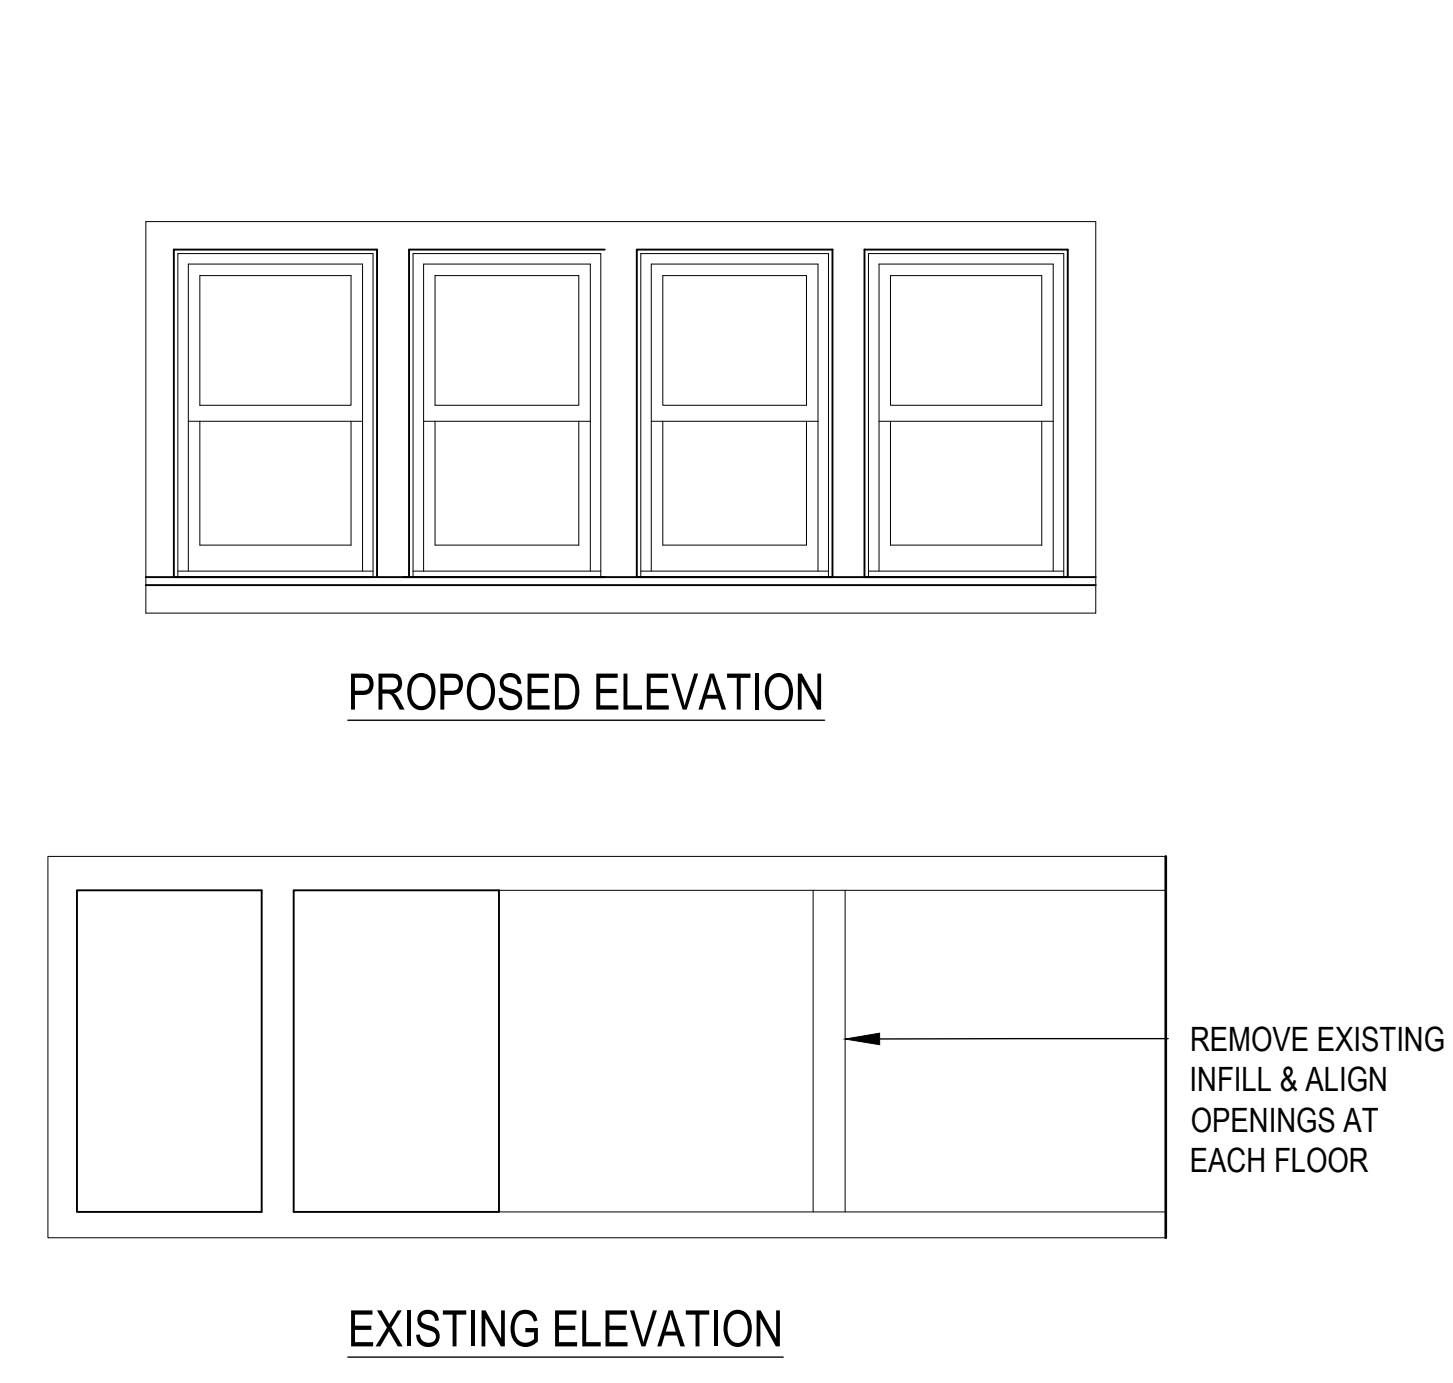 PROPOSED ELEVATION
REMOVE EXISTING
INFILL & ALIGN
OPENINGS AT
EACH FLOOR
EXISTING ELEVATION